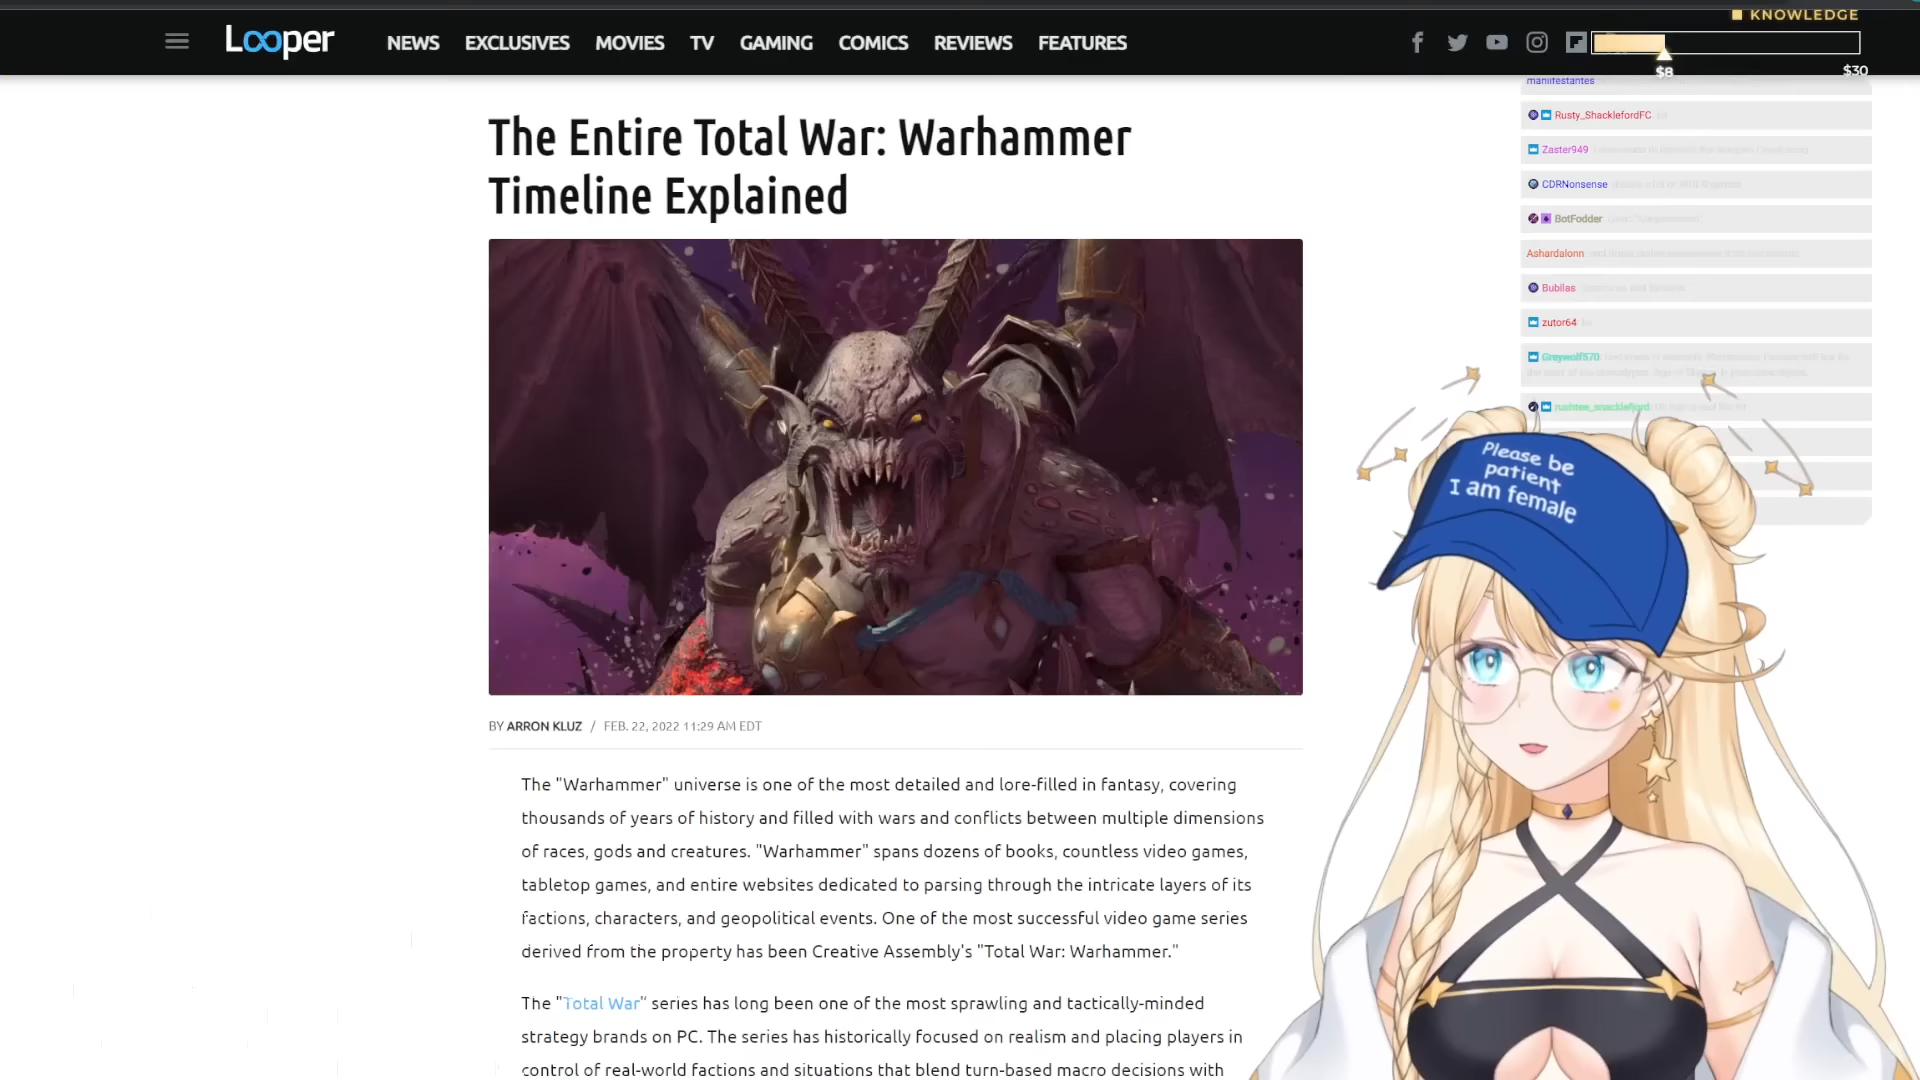 KNOWLEDGE
Looper
NEWS EXCLUSIVES MOVIES TV GAMING COMICS REVIEWS FEATURES
$8 $30
manifestantes
Rusty_ShacklefordFC
Zaster949
CDRNonsense
BotFodder
Ashardalonn
Bubilas
zutor64
Greywolf570
Please be
patient
I am female
The Entire Total War: Warhammer
Timeline Explained
BY ARRON KLUZ / FEB. 22, 2022 11:29 AM EDT
The "Warhammer" universe is one of the most detailed and lore-filled in fantasy, covering
thousands of years of history and filled with wars and conflicts between multiple dimensions
of races, gods and creatures. "Warhammer" spans dozens of books, countless video games,
tabletop games, and entire websites dedicated to parsing through the intricate layers of its
factions, characters, and geopolitical events. One of the most successful video game series
derived from the property has been Creative Assembly's "Total War: Warhammer."
The "Total War" series has long been one of the most sprawling and tactically-minded
strategy brands on PC. The series has historically focused on realism and placing players in
control of real-world factions and situations that blend turn-based macro decisions with